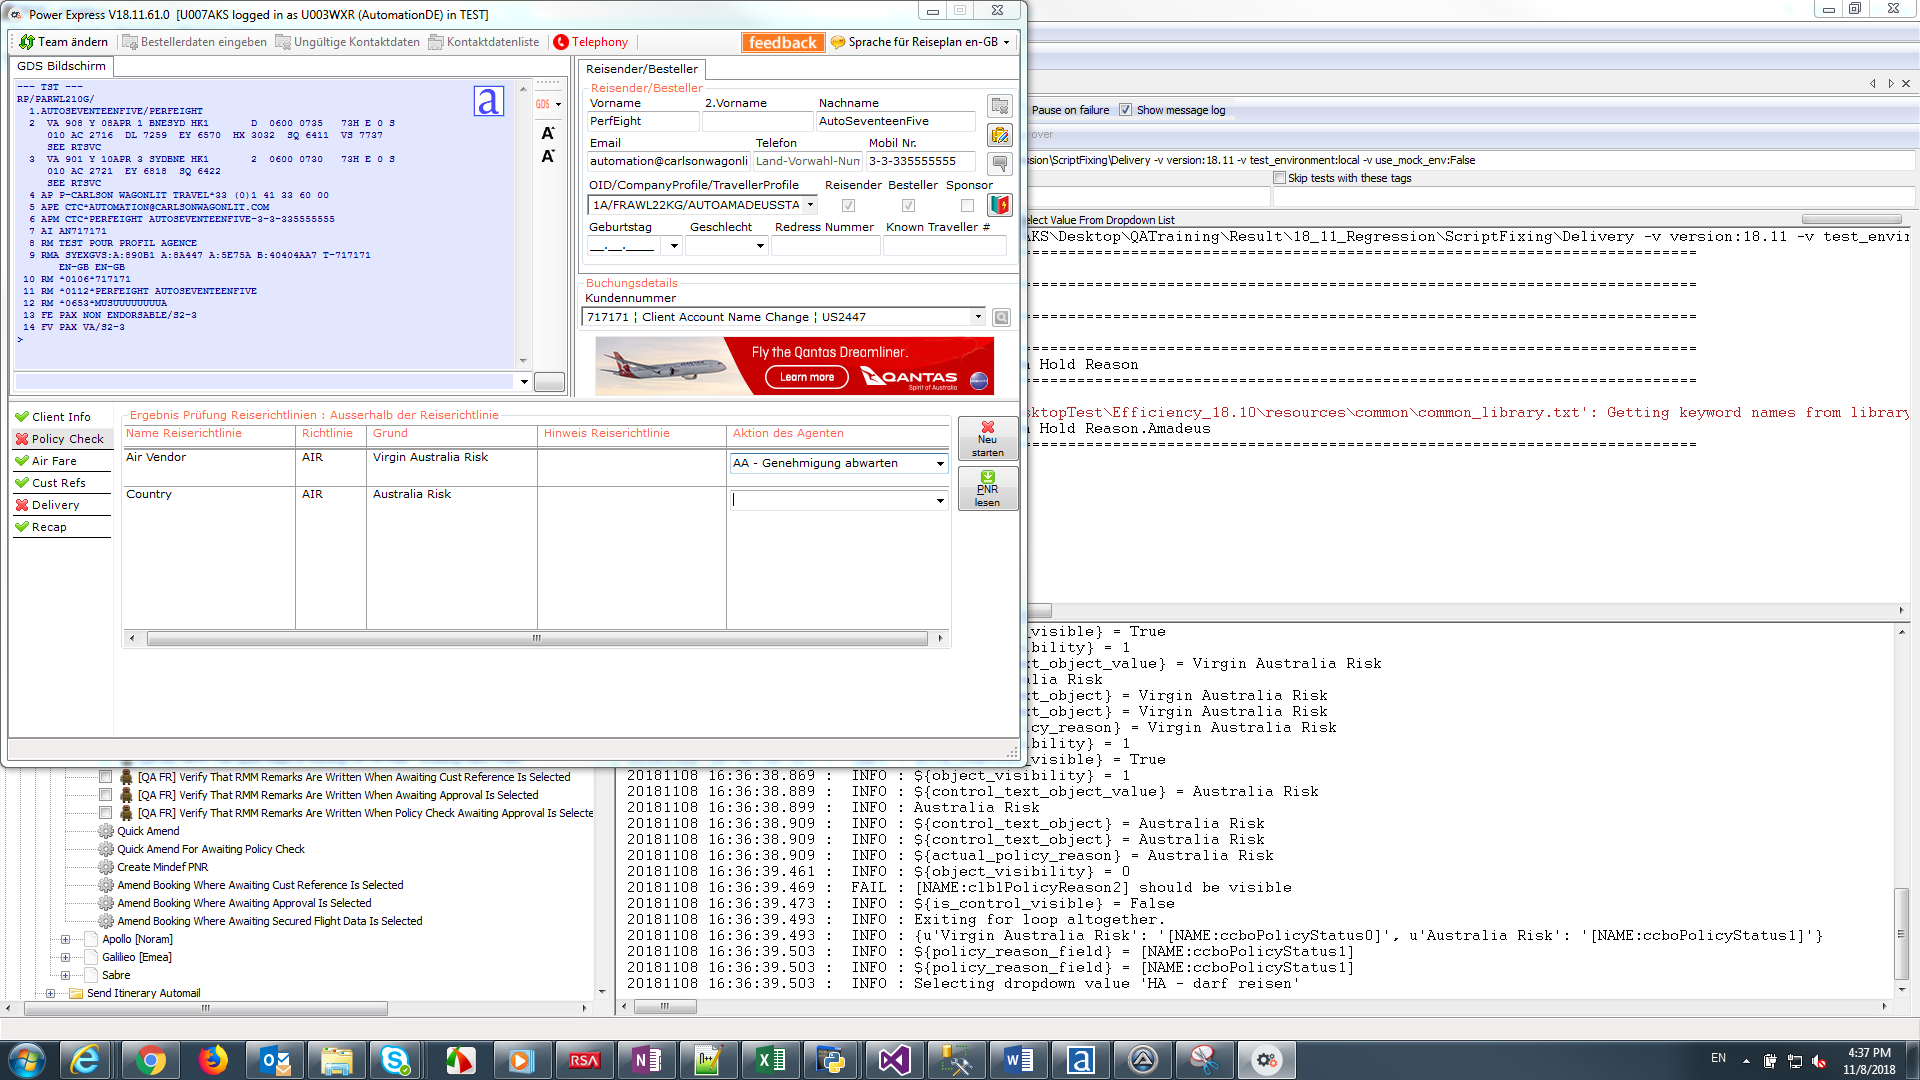 Power Express V18.11.61.0  [U007AKS logged in as U003WXR (AutomationDE) in TEST]
Team ändern
Bestellerdaten eingeben
Ungültige Kontaktdaten
Kontaktdatenliste
Telephony
feedback
Sprache für Reiseplan en-GB
GDS Bildschirm
--- TST ---
RP/PARWL210G/
1.AUTOSEVENTEENFIVE/PERFEIGHT
2  VA 908 Y 08APR 1 BNESYD HK1       D  0600 0735   73H E 0 S
010 AC 2716  DL 7259  EY 6570  HX 3032  SQ 6411  VS 7737
SEE RTSVC
3  VA 901 Y 10APR 3 SYDBNE HK1       2  0600 0730   73H E 0 S
010 AC 2721  EY 6818  SQ 6422
SEE RTSVC
4 AP P-CARLSON WAGONLIT TRAVEL*33 (0)1 41 33 60 00
5 APE CTC*AUTOMATION@CARLSONWAGONLIT.COM
6 APM CTC*PERFEIGHT AUTOSEVENTEENFIVE-3-3-335555555
7 AI AN717171
8 RM TEST POUR PROFIL AGENCE
9 RMA SYEXGVS:A:890B1 A:8A447 A:5E75A B:40404AA7 T-717171
EN-GB EN-GB
10 RM *0106*717171
11 RM *0112*PERFEIGHT AUTOSEVENTEENFIVE
12 RM *0653*MUSUUUUUUUUA
13 FE PAX NON ENDORSABLE/S2-3
14 FV PAX VA/S2-3
>
a
GDS
A
A
Reisender/Besteller
Reisender/Besteller
Vorname
2.Vorname
Nachname
PerfEight
AutoSeventeenFive
Email
Telefon
Mobil Nr.
automation@carlsonwagonli
Land-Vorwahl-Num
3-3-335555555
OID/CompanyProfile/TravellerProfile
Reisender
Besteller
Sponsor
1A/FRAWL22KG/AUTOAMADEUSSTA
Geburtstag
Geschlecht
Redress Nummer
Known Traveller #
__.__.____
Buchungsdetails
Kundennummer
717171 ¦ Client Account Name Change ¦ US2447
Fly the Qantas Dreamliner.
Learn more
QANTAS
Spirit of Australia
Client Info
Policy Check
Air Fare
Cust Refs
Delivery
Recap
Ergebnis Prüfung Reiserichtlinien : Ausserhalb der Reiserichtlinie
Name Reiserichtlinie
Richtlinie
Grund
Hinweis Reiserichtlinie
Aktion des Agenten
Air Vendor
AIR
Virgin Australia Risk
AA - Genehmigung abwarten
Country
AIR
Australia Risk
Neu
starten
PNR
lesen
Pause on failure
Show message log
over
sion\ScriptFixing\Delivery -v version:18.11 -v test_environment:local -v use_mock_env:False
Skip tests with these tags
elect Value From Dropdown List
AKS\Desktop\QATraining\Result\18_11_Regression\ScriptFixing\Delivery -v version:18.11 -v test_envir
==============================================================================
==============================================================================
==============================================================================
==============================================================================
n Hold Reason
==============================================================================
sktopTest\Efficiency_18.10\resources\common\common_library.txt': Getting keyword names from library
n Hold Reason.Amadeus
==============================================================================
_visible} = True
ibility} = 1
xt_object_value} = Virgin Australia Risk
lia Risk
xt_object} = Virgin Australia Risk
xt_object} = Virgin Australia Risk
cy_reason} = Virgin Australia Risk
ibility} = 1
_visible} = True
20181108 16:36:38.869 :  INFO : ${object_visibility} = 1
20181108 16:36:38.889 :  INFO : ${control_text_object_value} = Australia Risk
20181108 16:36:38.899 :  INFO : Australia Risk
20181108 16:36:38.909 :  INFO : ${control_text_object} = Australia Risk
20181108 16:36:38.909 :  INFO : ${control_text_object} = Australia Risk
20181108 16:36:38.909 :  INFO : ${actual_policy_reason} = Australia Risk
20181108 16:36:39.461 :  INFO : ${object_visibility} = 0
20181108 16:36:39.469 :  FAIL : [NAME:clblPolicyReason2] should be visible
20181108 16:36:39.473 :  INFO : ${is_control_visible} = False
20181108 16:36:39.493 :  INFO : Exiting for loop altogether.
20181108 16:36:39.493 :  INFO : {u'Virgin Australia Risk': '[NAME:ccboPolicyStatus0]', u'Australia Risk': '[NAME:ccboPolicyStatus1]'}
20181108 16:36:39.503 :  INFO : ${policy_reason_field} = [NAME:ccboPolicyStatus1]
20181108 16:36:39.503 :  INFO : ${policy_reason_field} = [NAME:ccboPolicyStatus1]
20181108 16:36:39.503 :  INFO : Selecting dropdown value 'HA - darf reisen'
[QA FR] Verify That RMM Remarks Are Written When Awaiting Cust Reference Is Selected
[QA FR] Verify That RMM Remarks Are Written When Awaiting Approval Is Selected
[QA FR] Verify That RMM Remarks Are Written When Policy Check Awaiting Approval Is Selecte
Quick Amend
Quick Amend For Awaiting Policy Check
Create Mindef PNR
Amend Booking Where Awaiting Cust Reference Is Selected
Amend Booking Where Awaiting Approval Is Selected
Amend Booking Where Awaiting Secured Flight Data Is Selected
Apollo [Noram]
Galilieo [Emea]
Sabre
Send Itinerary Automail
RSA
EN
4:37 PM
11/8/2018